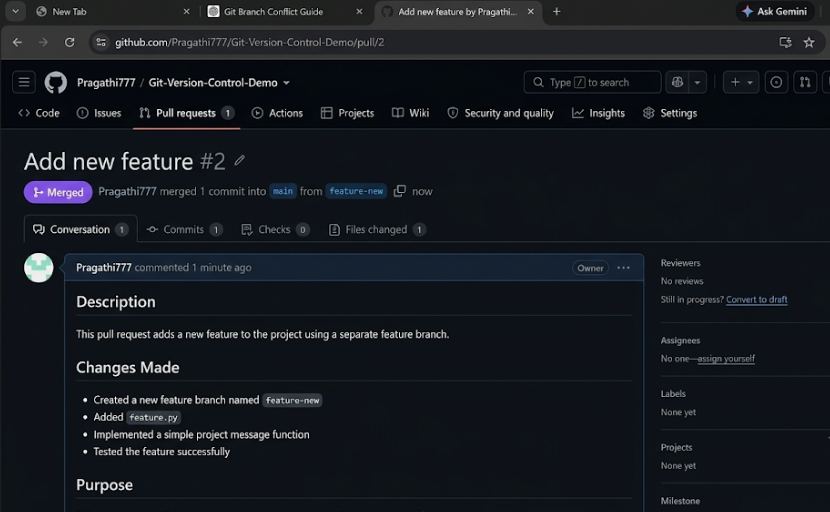 New Tab
Git Branch Conflict Guide
Add new feature by Pragathi...
Ask Gemini
github.com/Pragathi777/Git-Version-Control-Demo/pull/2
Pragathi777 / Git-Version-Control-Demo
Type / to search
Code
Issues
Pull requests 1
Actions
Projects
Wiki
Security and quality
Insights
Settings
Add new feature #2
Merged
Pragathi777 merged 1 commit into main from feature-new now
Conversation 1
Commits 1
Checks 0
Files changed 1
Pragathi777 commented 1 minute ago
Owner
Description
This pull request adds a new feature to the project using a separate feature branch.
Changes Made
• Created a new feature branch named feature-new
• Added feature.py
• Implemented a simple project message function
• Tested the feature successfully
Purpose
Reviewers
No reviews
Still in progress? Convert to draft
Assignees
No one—assign yourself
Labels
None yet
Projects
None yet
Milestone